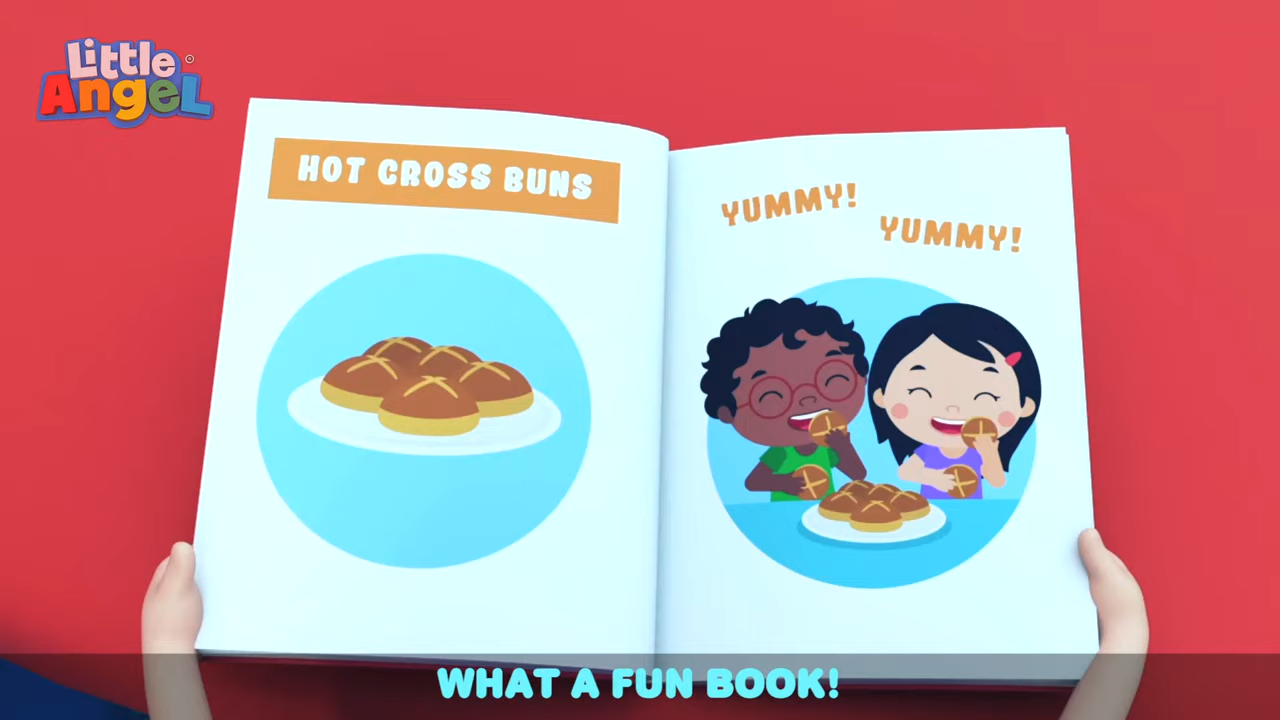 Little
Angel
HOT CROSS BUNS
YUMMY!
YUMMY!
WHAT A FUN BOOK!